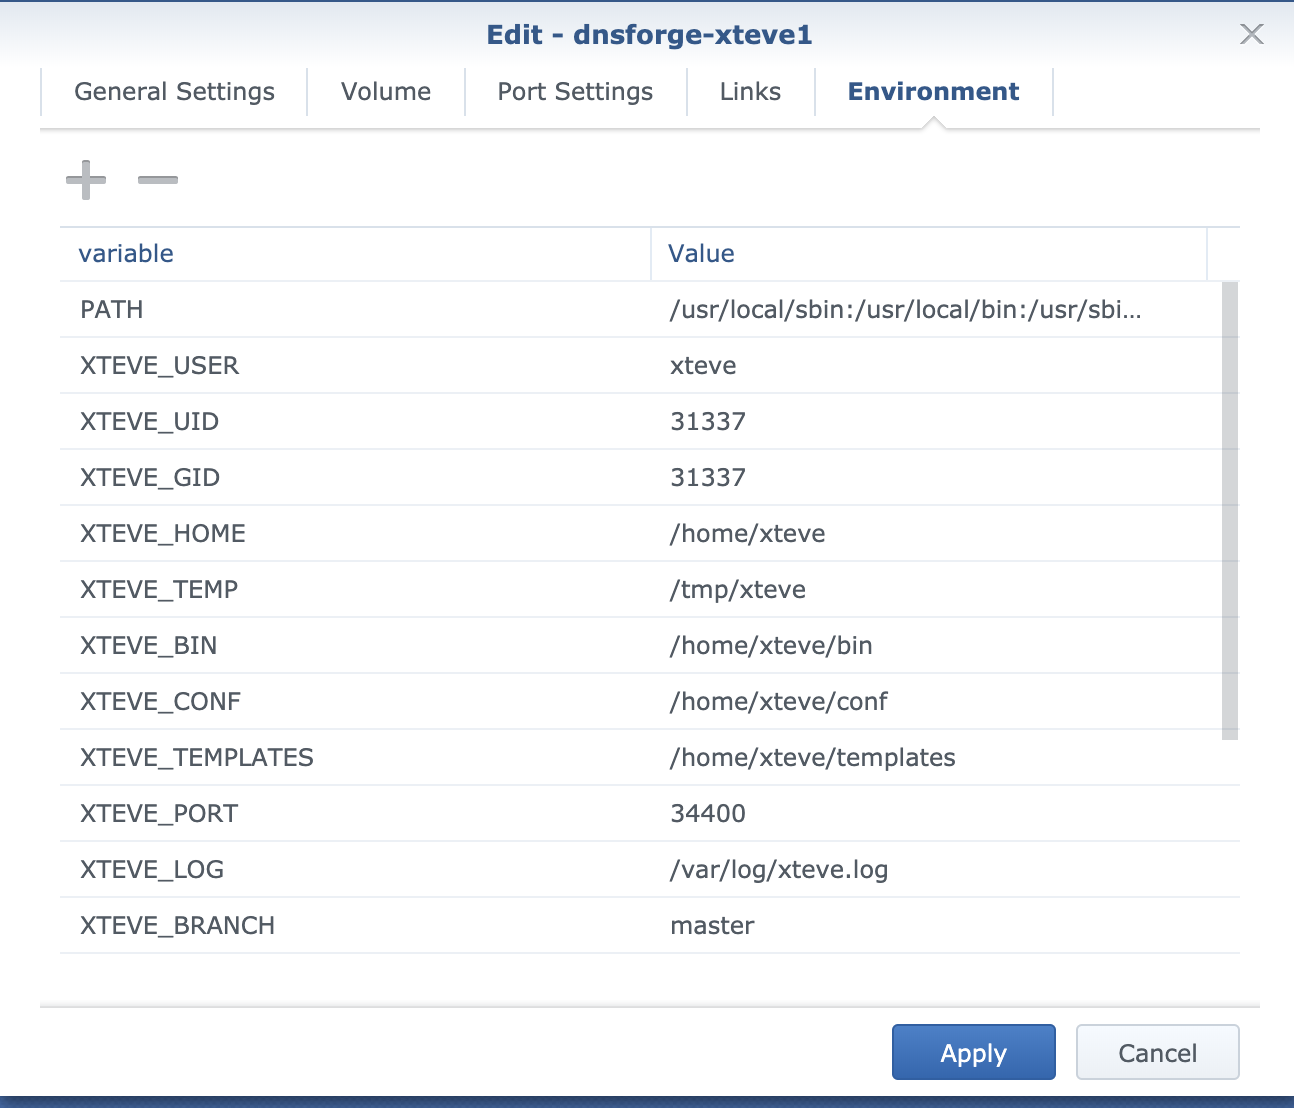 Edit - dnsforge-xteve1
General Settings Volume Port Settings Links Environment
variable Value
PATH /usr/local/sbin:/usr/local/bin:/usr/sbi...
XTEVE_USER xteve
XTEVE_UID 31337
XTEVE_GID 31337
XTEVE_HOME /home/xteve
XTEVE_TEMP /tmp/xteve
XTEVE_BIN /home/xteve/bin
XTEVE_CONF /home/xteve/conf
XTEVE_TEMPLATES /home/xteve/templates
XTEVE_PORT 34400
XTEVE_LOG /var/log/xteve.log
XTEVE_BRANCH master
Apply Cancel